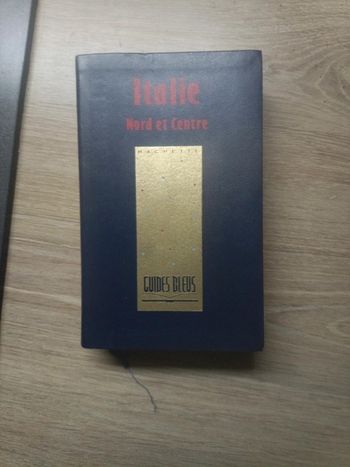 Italie
Nord et Centre
HACHETTE
GUIDES BLEUS